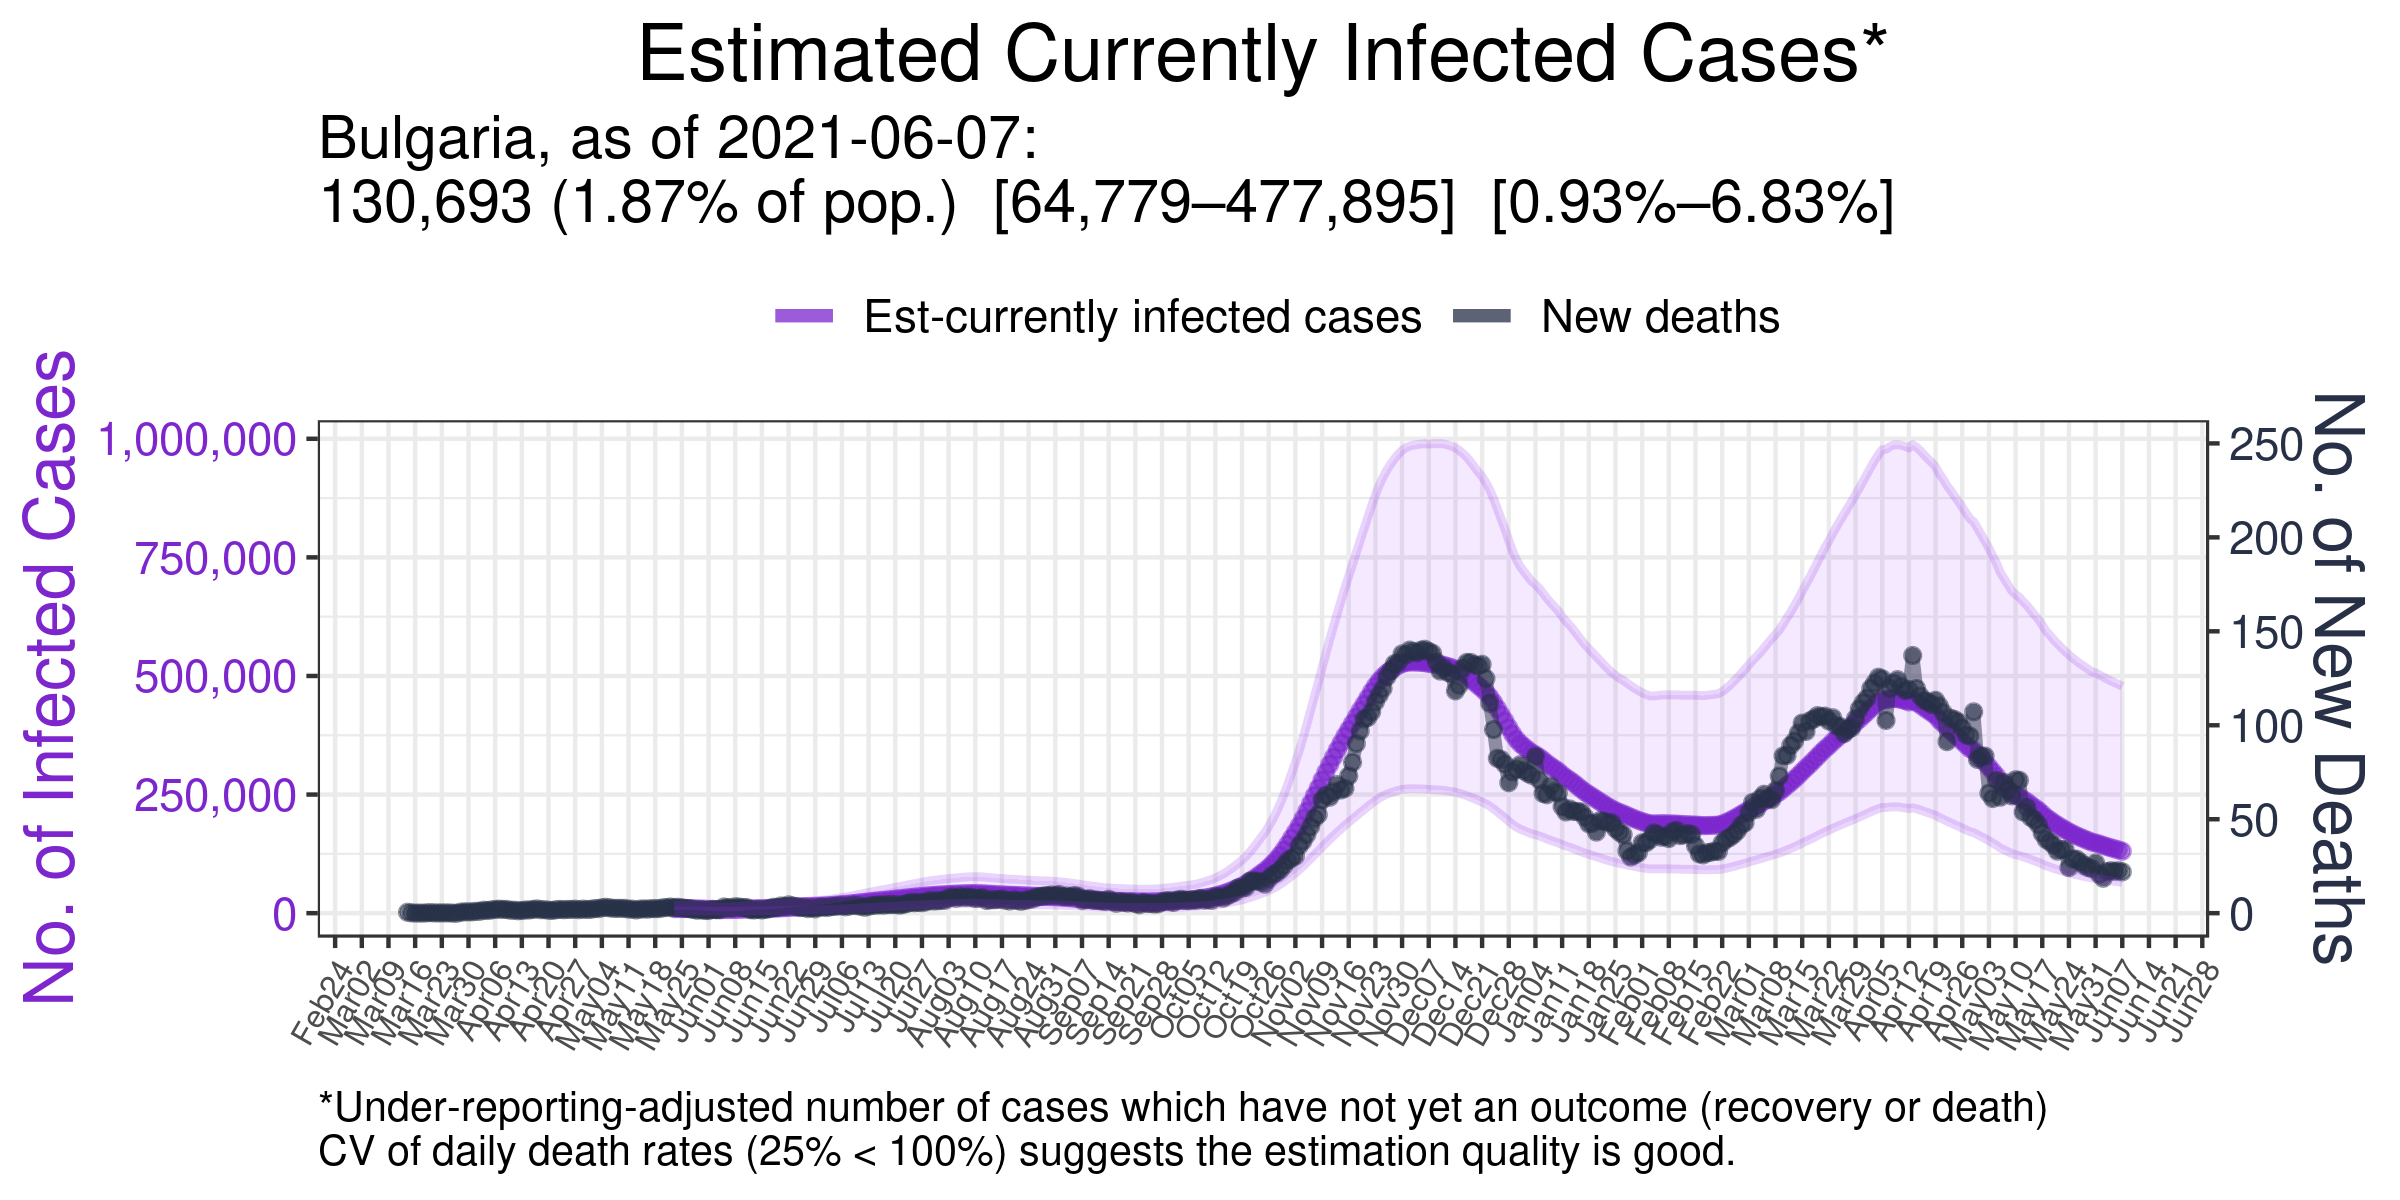 Estimated Currently Infected Cases*
Bulgaria, as of 2021-06-07:
130,693 (1.87% of pop.) [64,779–477,895] [0.93%–6.83%]
Est-currently infected cases
New deaths
No. of Infected Cases
1,000,000
750,000
500,000
250,000
0
250
200
150
100
50
0
No. of New Deaths
Feb24
Mar02
Mar09
Mar16
Mar23
Mar30
Apr06
Apr13
Apr20
Apr27
May04
May11
May18
May25
Jun01
Jun08
Jun15
Jun22
Jun29
Jul06
Jul13
Jul20
Jul27
Aug03
Aug10
Aug17
Aug24
Aug31
Sep07
Sep14
Sep21
Sep28
Oct05
Oct12
Oct19
Oct26
Nov02
Nov09
Nov16
Nov23
Nov30
Dec07
Dec14
Dec21
Dec28
Jan04
Jan11
Jan18
Jan25
Feb01
Feb08
Feb15
Feb22
Mar01
Mar08
Mar15
Mar22
Mar29
Apr05
Apr12
Apr19
Apr26
May03
May10
May17
May24
May31
Jun07
Jun14
Jun21
Jun28
*Under-reporting-adjusted number of cases which have not yet an outcome (recovery or death)
CV of daily death rates (25% < 100%) suggests the estimation quality is good.